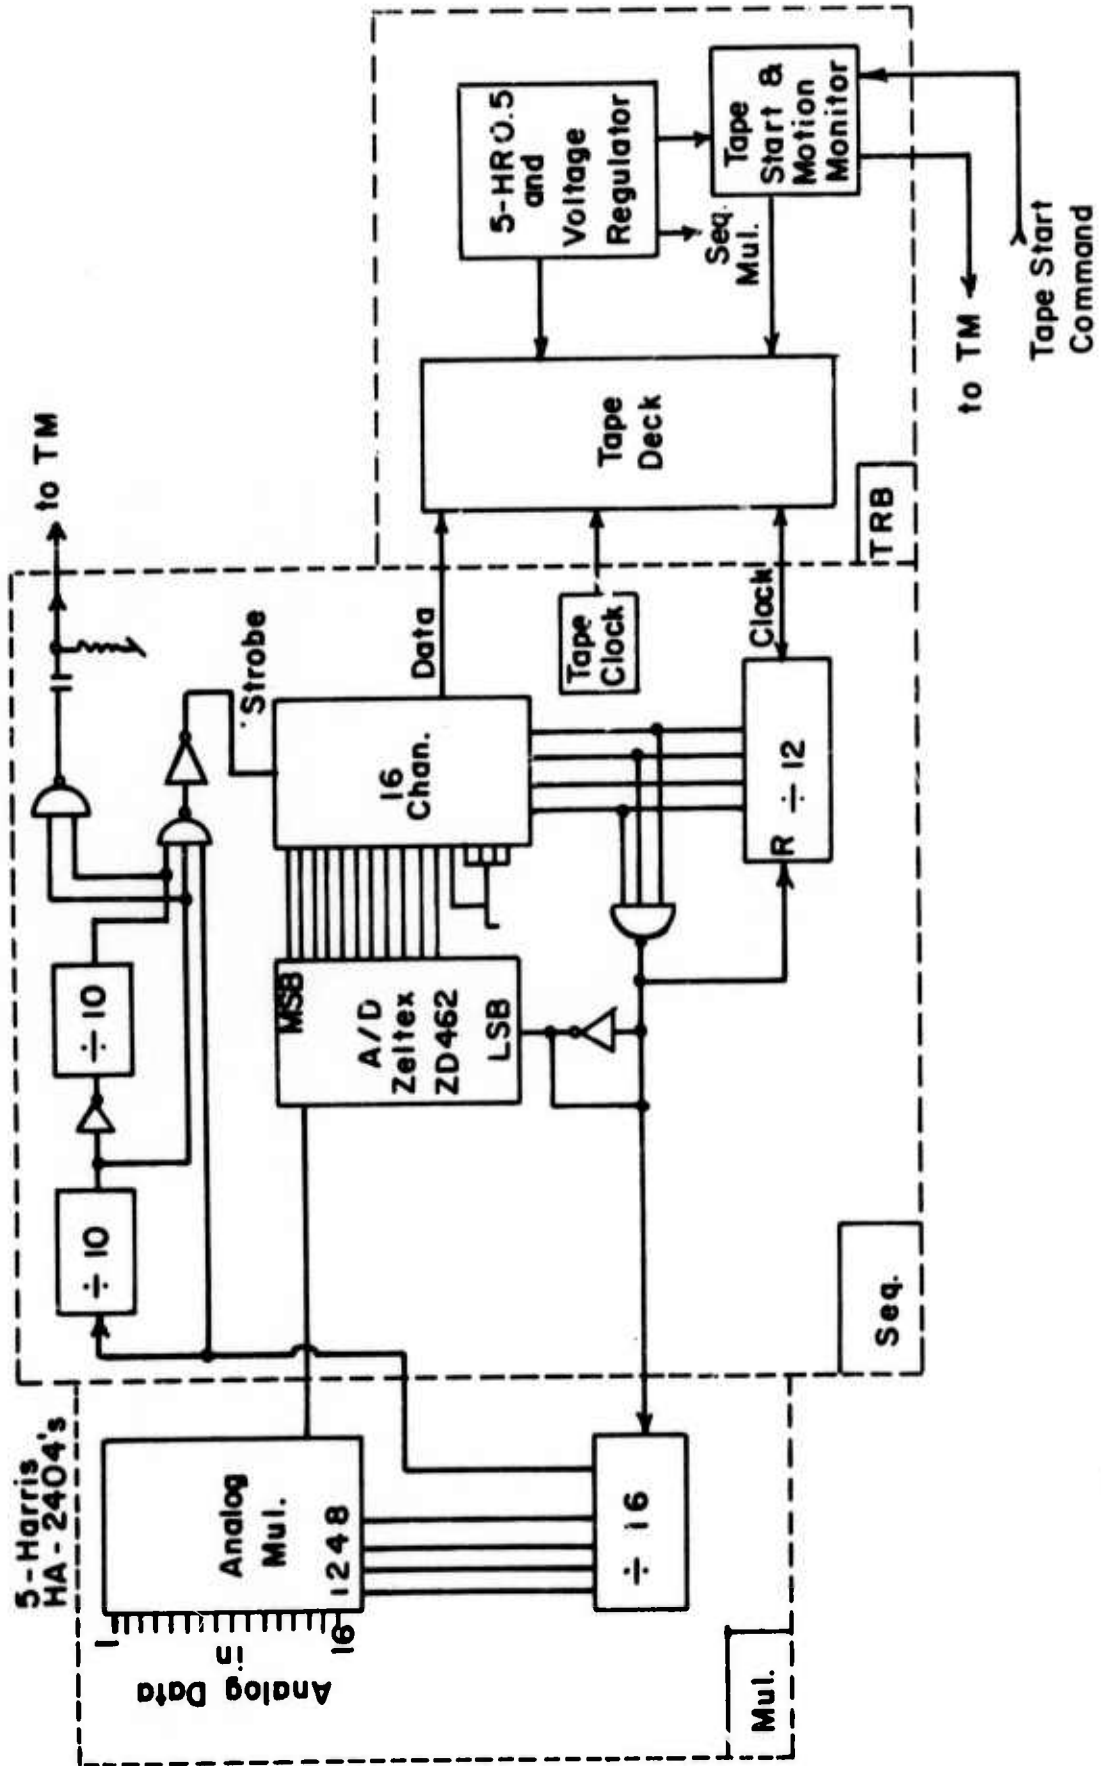 5-Harris
HA-2404's
Analog Data
in
1
16
Analog
Mul.
1 2 4 8
÷ 16
Mul.
÷ 10
÷ 10
to TM
Strobe
MSB
A/D
Zeltex
ZD462
LSB
16
Chan.
Data
Tape
Clock
Clock
R
÷ 12
Seq.
Tape
Deck
TRB
5-HR0.5
and
Voltage
Regulator
Seq.
Mul.
Tape
Start &
Motion
Monitor
to TM
Tape Start
Command